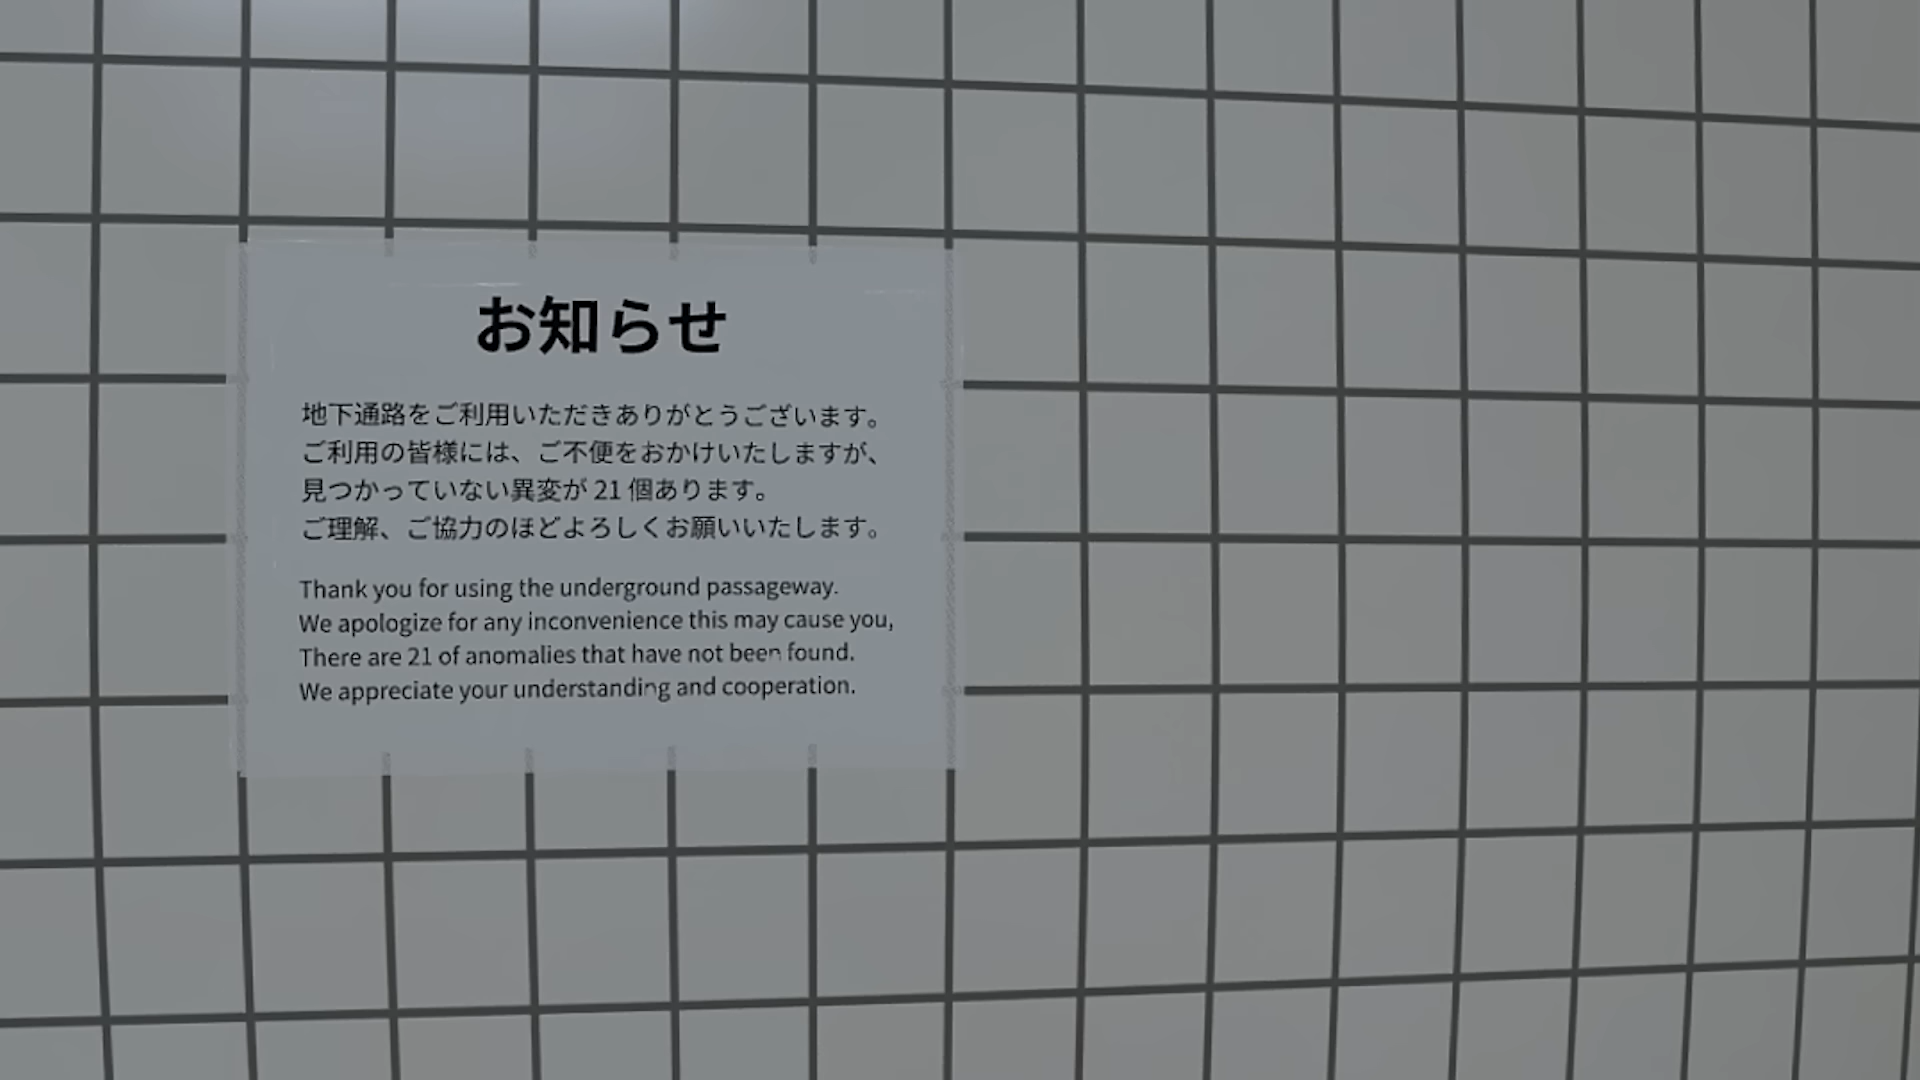 お知らせ
地下通路をご利用いただきありがとうございます。
ご利用の皆様には、ご不便をおかけいたしますが、
見つかっていない異変が 21 個あります。
ご理解、ご協力のほどよろしくお願いいたします。
Thank you for using the underground passageway.
We apologize for any inconvenience this may cause you,
There are 21 of anomalies that have not been found.
We appreciate your understanding and cooperation.